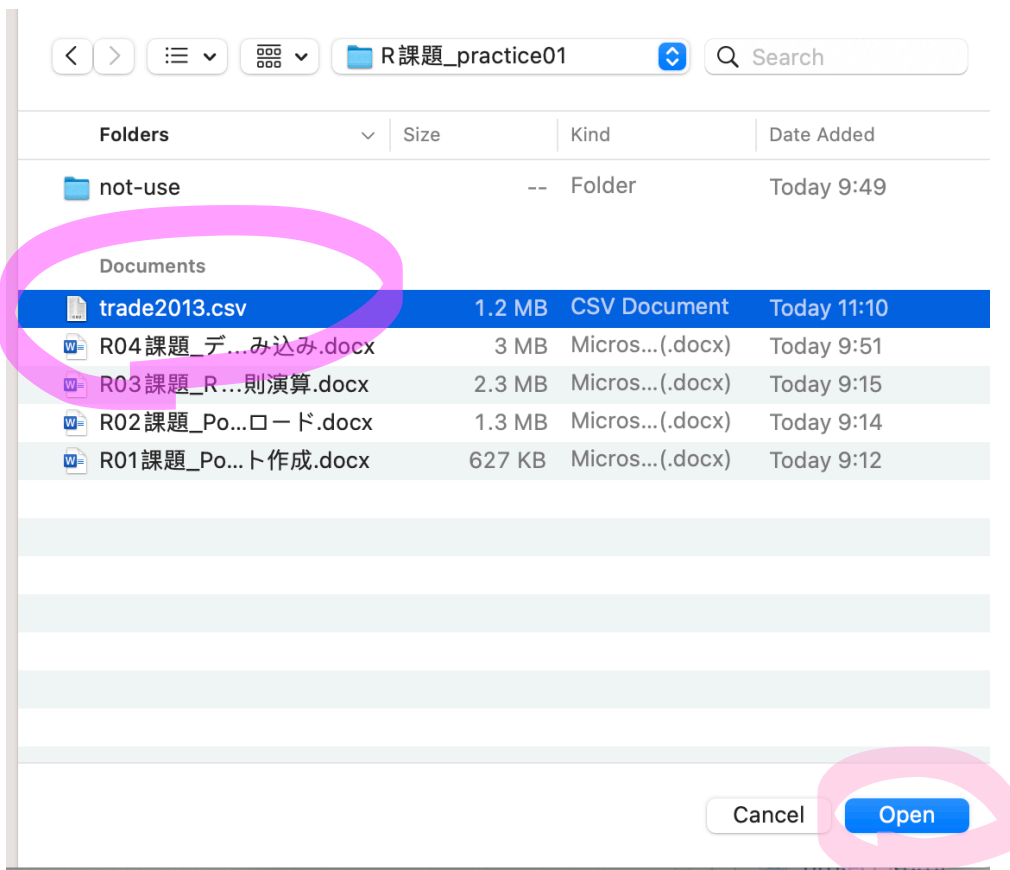 R課題_practice01 Search
Folders Size Kind Date Added
not-use -- Folder Today 9:49
Documents
trade2013.csv 1.2 MB CSV Document Today 11:10
R04課題_デ...み込み.docx 3 MB Micros...(.docx) Today 9:51
R03課題_R...則演算.docx 2.3 MB Micros...(.docx) Today 9:15
R02課題_Po...ロード.docx 1.3 MB Micros...(.docx) Today 9:14
R01課題_Po...ト作成.docx 627 KB Micros...(.docx) Today 9:12
Cancel Open